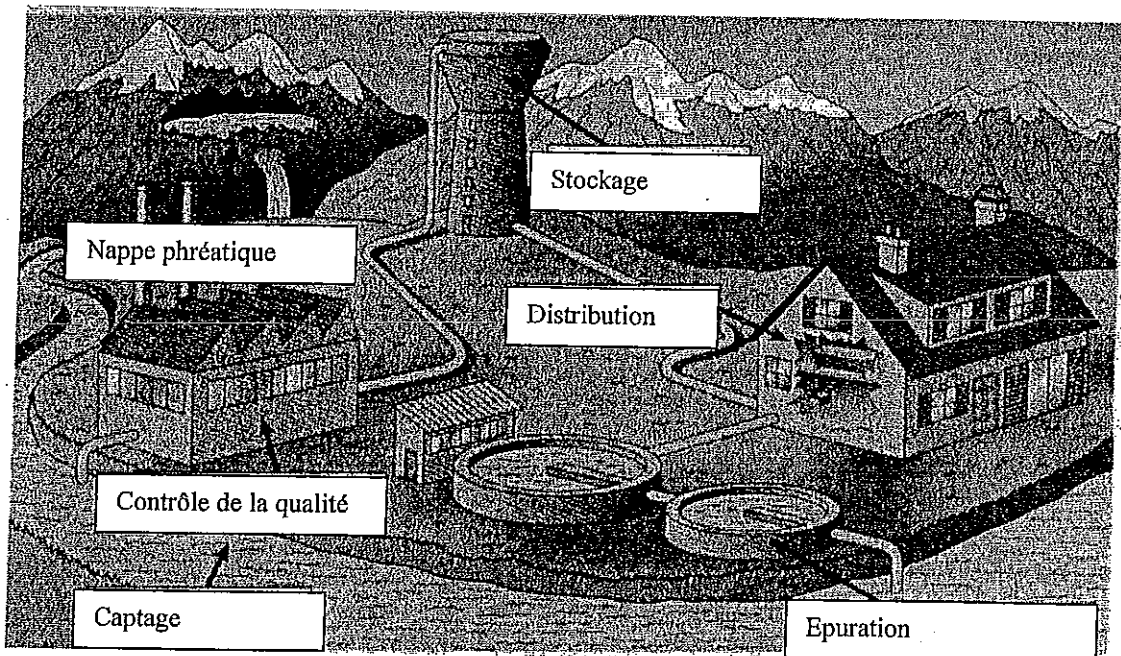 Stockage
Nappe phréatique
Distribution
Contrôle de la qualité
Captage
Epuration